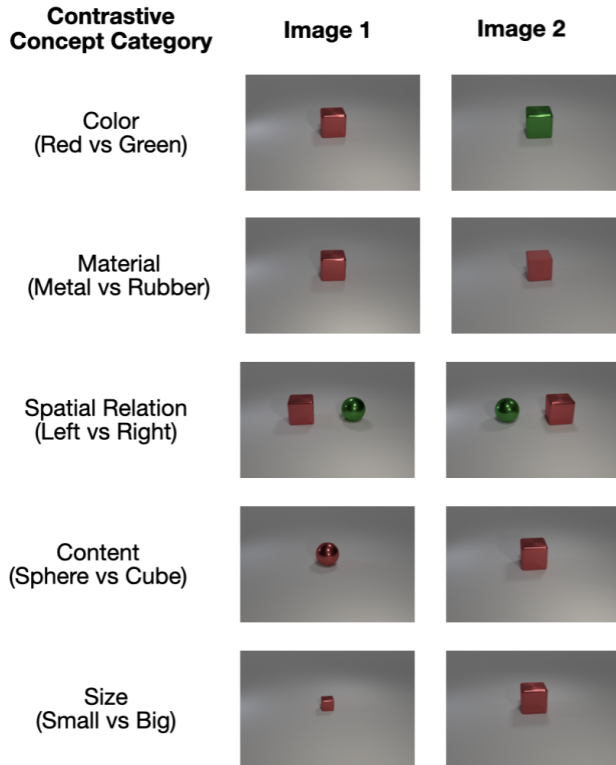 Contrastive
Concept Category
Image 1
Image 2
Color
(Red vs Green)
Material
(Metal vs Rubber)
Spatial Relation
(Left vs Right)
Content
(Sphere vs Cube)
Size
(Small vs Big)